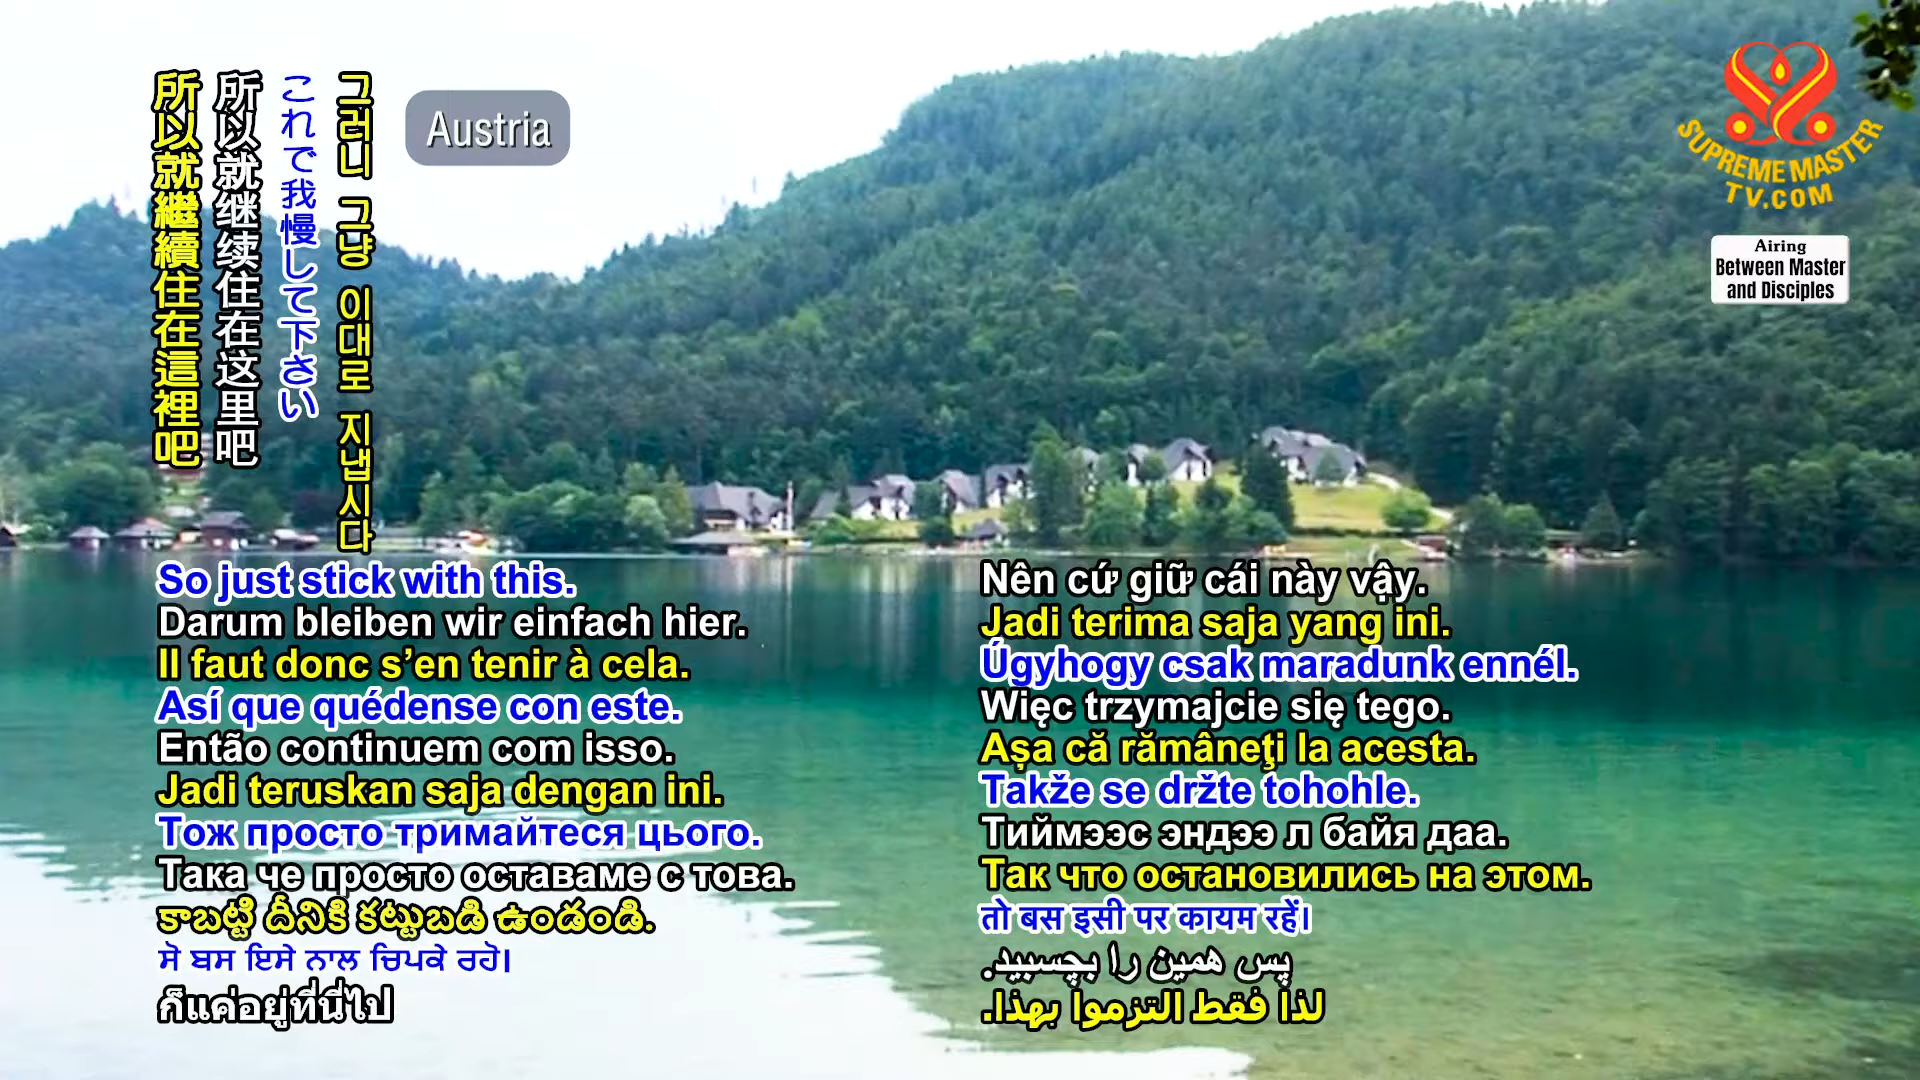 所以就繼續住在這裡吧
所以就继续住在这里吧
これで我慢して下さい
그러니 그냥 이대로 지냅시다
Austria
SUPREME MASTER
TV.COM
Airing
Between Master
and Disciples
So just stick with this.
Darum bleiben wir einfach hier.
Il faut donc s’en tenir à cela.
Así que quédense con este.
Então continuem com isso.
Jadi teruskan saja dengan ini.
Тож просто тримайтеся цього.
Така че просто оставаме с това.
కాబట్టి దీనికి కట్టుబడి ఉండండి.
ਸੋ ਬਸ ਇਸੇ ਨਾਲ ਚਿਪਕੇ ਰਹੋ।
ก็แค่อยู่ที่นี่ไป
Nên cứ giữ cái này vậy.
Jadi terima saja yang ini.
Úgyhogy csak maradunk ennél.
Więc trzymajcie się tego.
Așa că rămâneţi la acesta.
Takže se držte tohohle.
Тиймээс эндээ л байя даа.
Так что остановились на этом.
तो बस इसी पर कायम रहें।
پس همین را بچسبید.
لذا فقط التزموا بهذا.